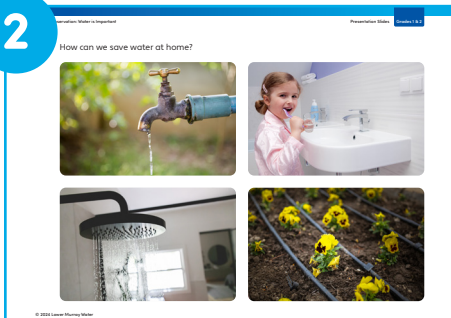 2
servation: Water is Important
Presentation Slides
Grades 1 & 2
How can we save water at home?
© 2024 Lower Murray Water